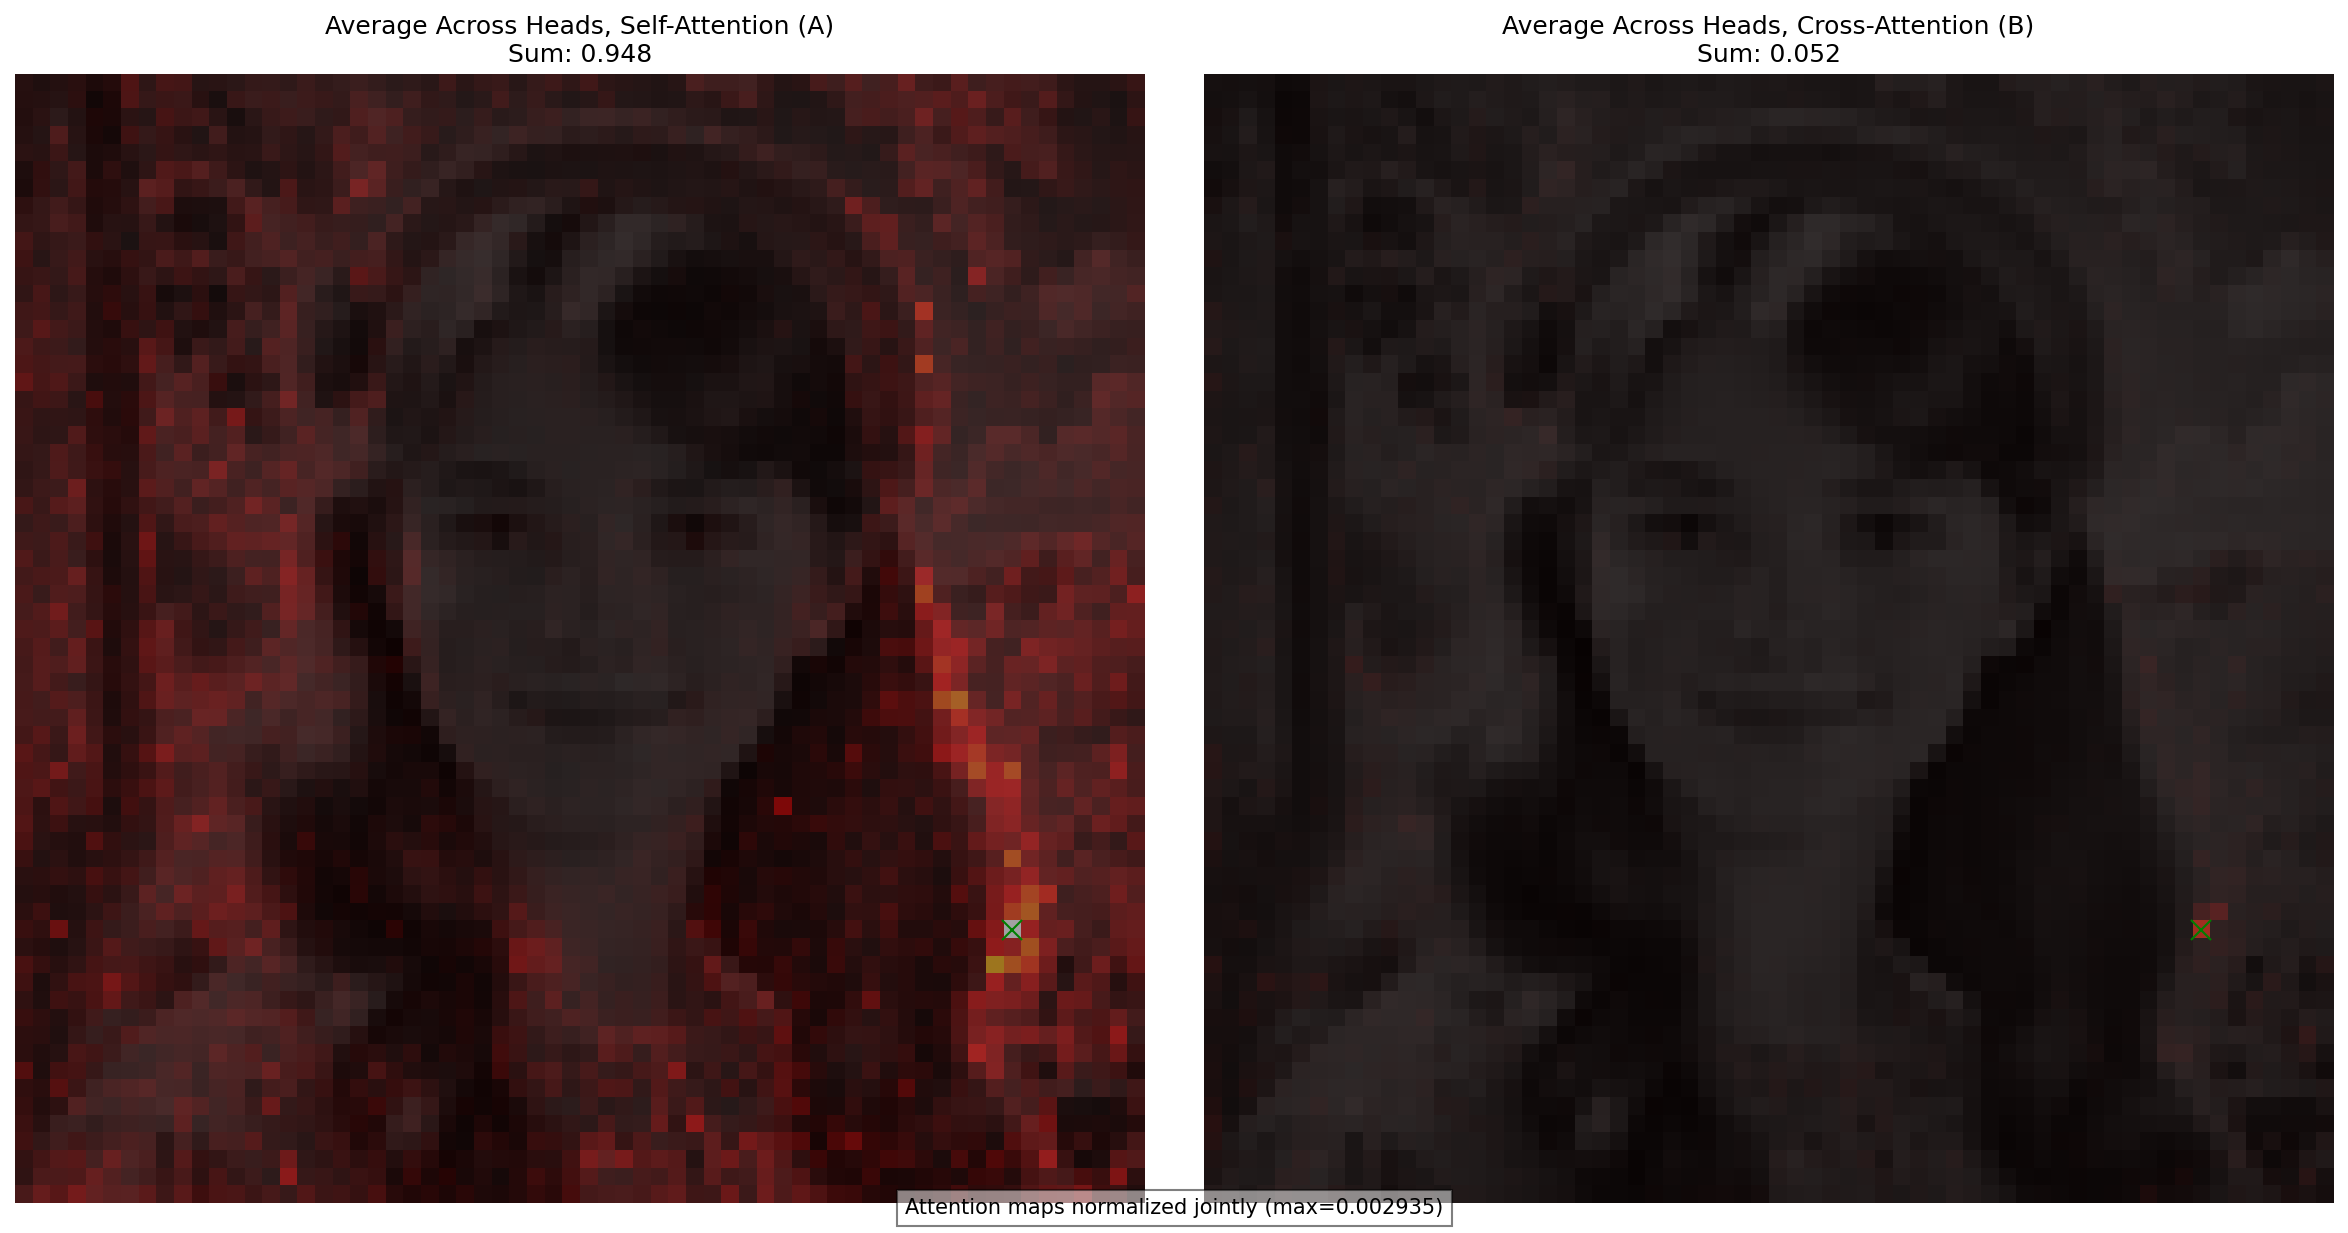 Average Across Heads, Self-Attention (A)
Sum: 0.948
Average Across Heads, Cross-Attention (B)
Sum: 0.052
Attention maps normalized jointly (max=0.002935)